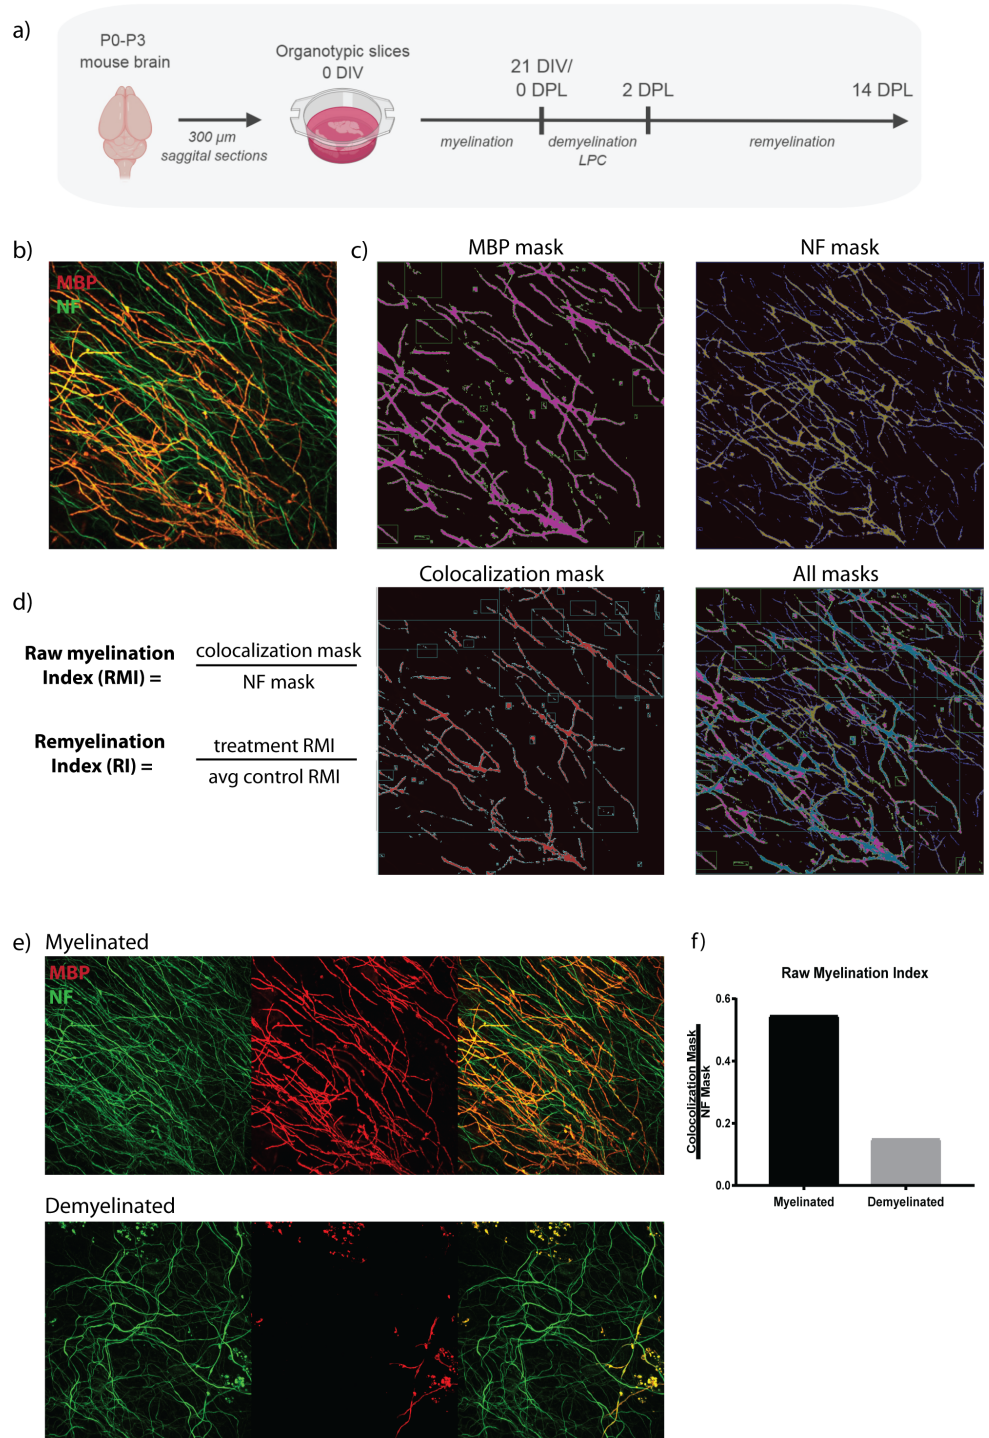 a)
P0-P3
mouse brain
300 µm
saggital sections
Organotypic slices
0 DIV
21 DIV/
0 DPL
2 DPL
14 DPL
myelination
demyelination
LPC
remyelination
b)
MBP
NF
c)
MBP mask
NF mask
Colocalization mask
All masks
d)
Raw myelination
Index (RMI) =
colocalization mask
NF mask
Remyelination
Index (RI) =
treatment RMI
avg control RMI
e)
Myelinated
MBP
NF
Demyelinated
f)
Raw Myelination Index
Colocolization Mask
NF Mask
0.6
0.4
0.2
0.0
Myelinated
Demyelinated